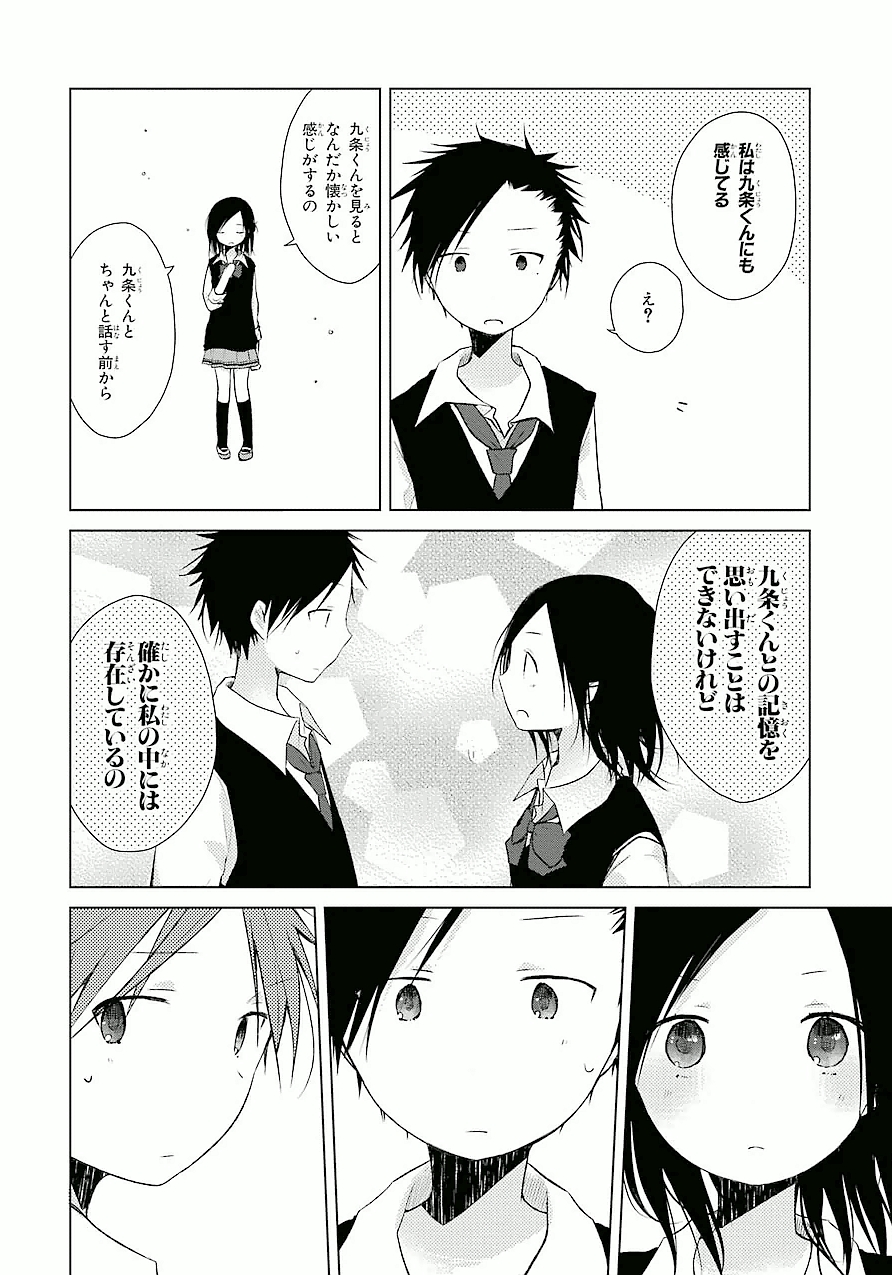 私は九条くんにも
感じてる
え？
九条くんを見ると
なんだか懐かしい
感じがするの
九条くんと
ちゃんと話す前から
九条くんとの記憶を
思い出すことは
できないけれど
確かに私の中には
存在しているの